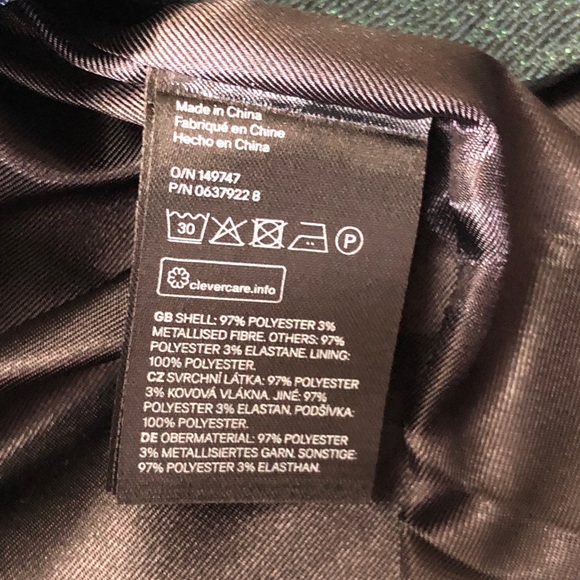 Made in China
Fabriqué en Chine
Hecho en China
O/N 149747
P/N 0637922 8
30
P
clevercare.info
GB SHELL: 97% POLYESTER 3%
METALLISED FIBRE. OTHERS: 97%
POLYESTER 3% ELASTANE. LINING:
100% POLYESTER.
CZ SVRCHNÍ LÁTKA: 97% POLYESTER
3% KOVOVÁ VLÁKNA. JINÉ: 97%
POLYESTER 3% ELASTAN. PODŠÍVKA:
100% POLYESTER.
DE OBERMATERIAL: 97% POLYESTER
3% METALLISIERTES GARN. SONSTIGE:
97% POLYESTER 3% ELASTHAN.